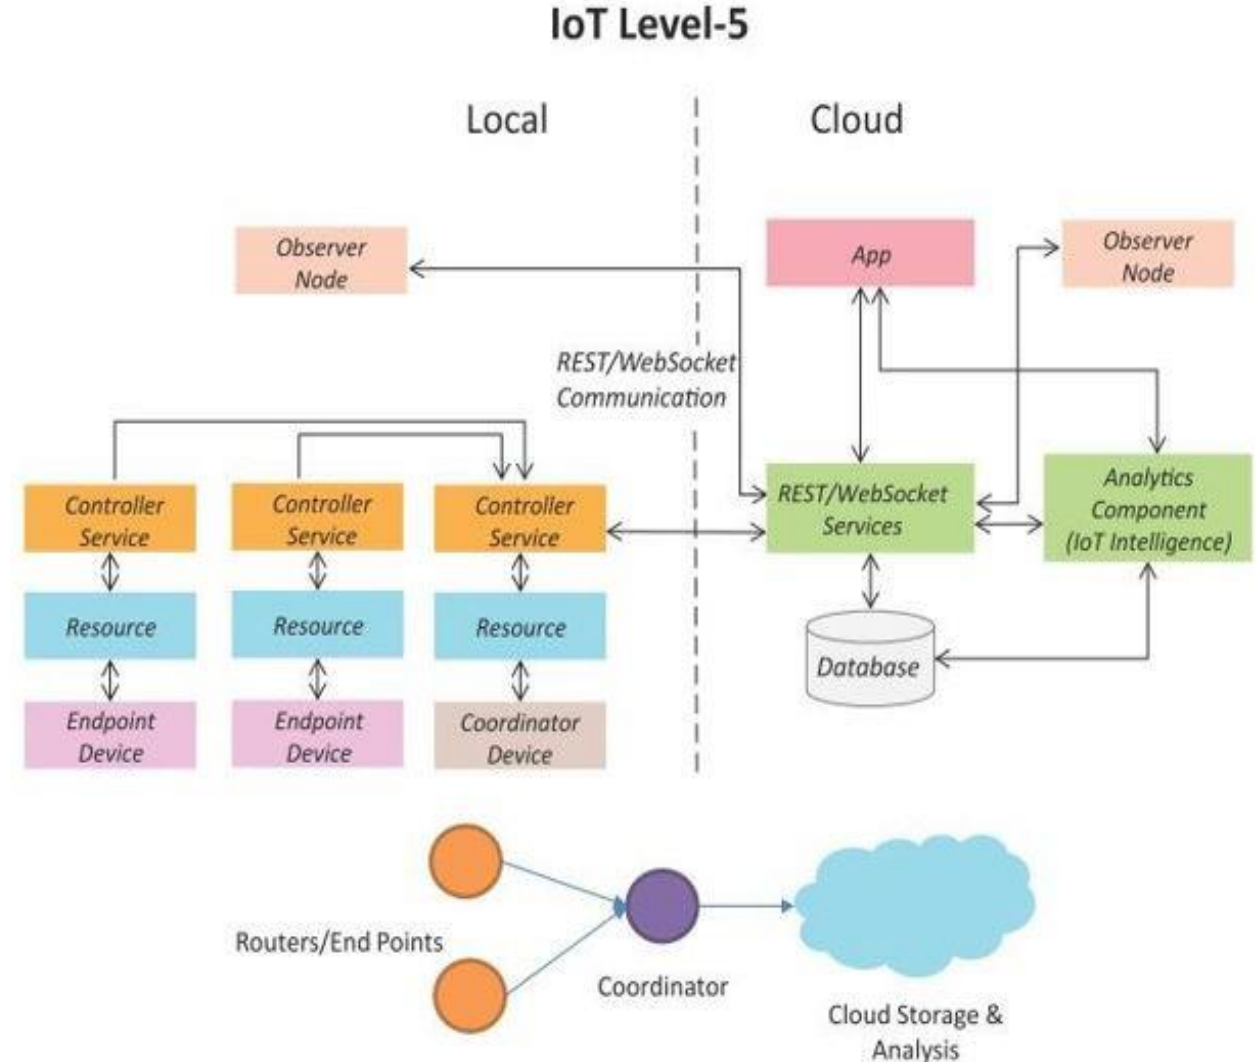 IoT Level-5
Local
Cloud
Observer
Node
App
Observer
Node
REST/WebSocket
Communication
Controller
Service
Controller
Service
Controller
Service
REST/WebSocket
Services
Analytics
Component
(IoT Intelligence)
Resource
Resource
Resource
Database
Endpoint
Device
Endpoint
Device
Coordinator
Device
Routers/End Points
Coordinator
Cloud Storage &
Analysis